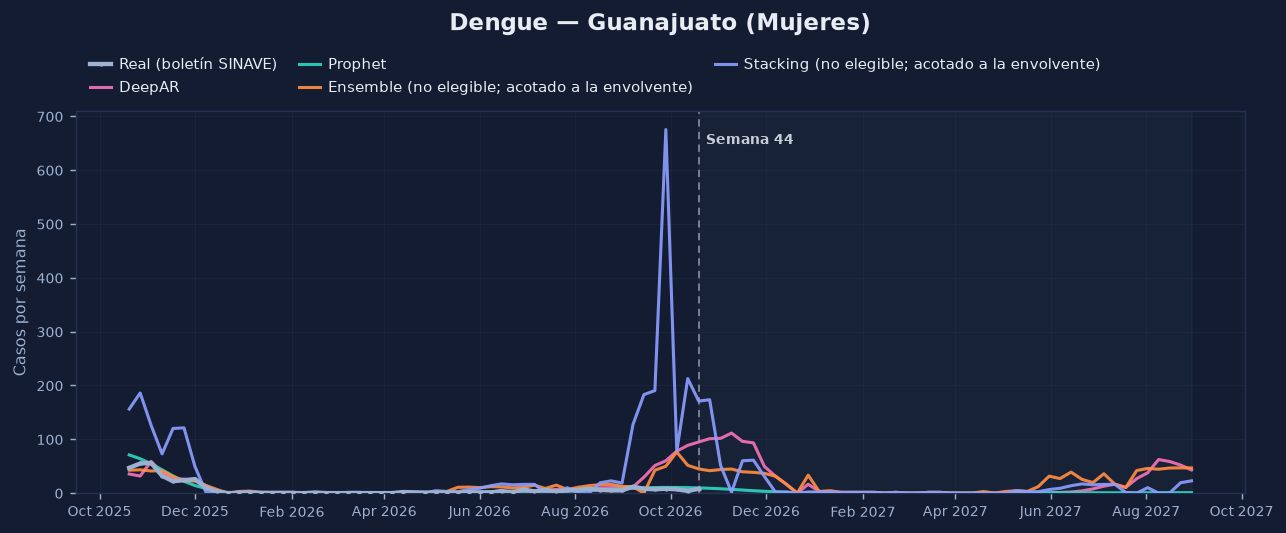 Dengue — Guanajuato (Mujeres)
Real (boletín SINAVE)
Prophet
Stacking (no elegible; acotado a la envolvente)
DeepAR
Ensemble (no elegible; acotado a la envolvente)
Semana 44
Casos por semana
700
600
500
400
300
200
100
0
Oct 2025
Dec 2025
Feb 2026
Apr 2026
Jun 2026
Aug 2026
Oct 2026
Dec 2026
Feb 2027
Apr 2027
Jun 2027
Aug 2027
Oct 2027